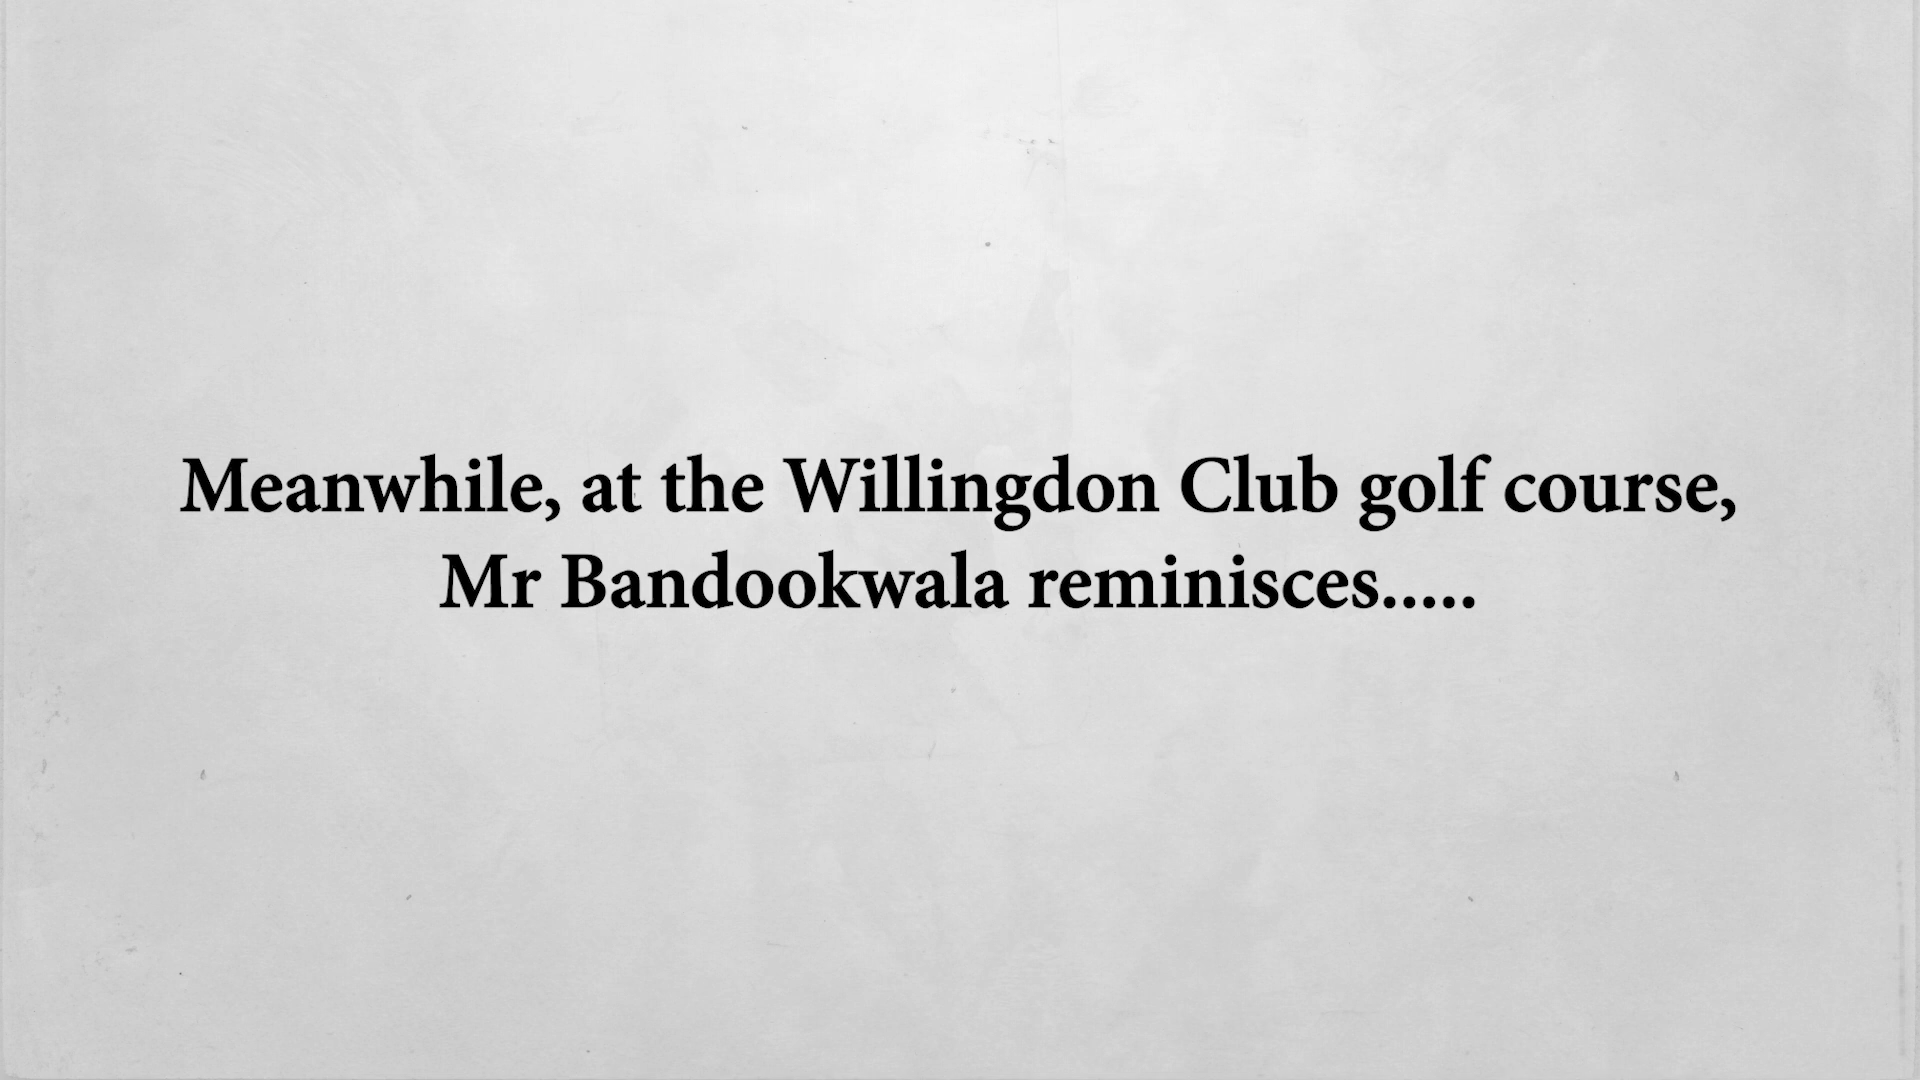 Meanwhile, at the Willingdon Club golf course,
Mr Bandookwala reminisces.....